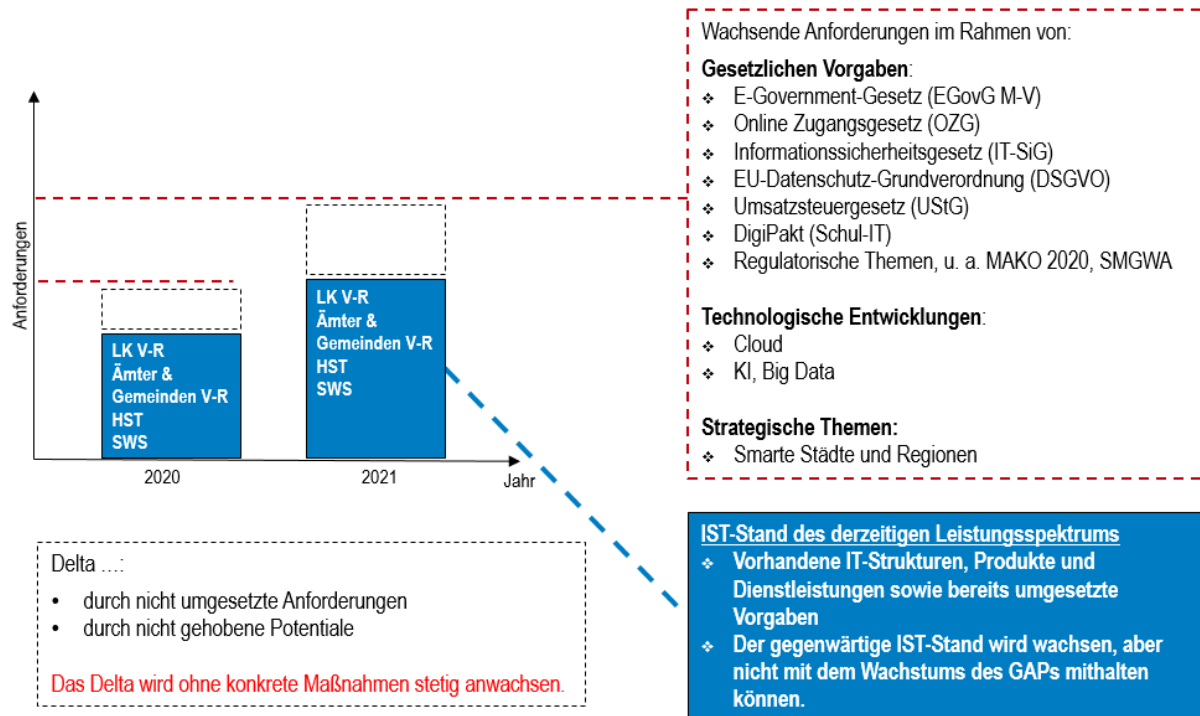 Wachsende Anforderungen im Rahmen von:
Gesetzlichen Vorgaben:
❖ E-Government-Gesetz (EGovG M-V)
❖ Online Zugangsgesetz (OZG)
❖ Informationssicherheitsgesetz (IT-SiG)
❖ EU-Datenschutz-Grundverordnung (DSGVO)
❖ Umsatzsteuergesetz (UStG)
❖ DigiPakt (Schul-IT)
❖ Regulatorische Themen, u. a. MAKO 2020, SMGWA
Technologische Entwicklungen:
❖ Cloud
❖ KI, Big Data
Strategische Themen:
❖ Smarte Städte und Regionen
Anforderungen
LK V-R
Ämter &
Gemeinden V-R
HST
SWS
LK V-R
Ämter &
Gemeinden V-R
HST
SWS
2020
2021
Jahr
Delta ...:
• durch nicht umgesetzte Anforderungen
• durch nicht gehobene Potentiale
Das Delta wird ohne konkrete Maßnahmen stetig anwachsen.
IST-Stand des derzeitigen Leistungsspektrums
❖ Vorhandene IT-Strukturen, Produkte und
Dienstleistungen sowie bereits umgesetzte
Vorgaben
❖ Der gegenwärtige IST-Stand wird wachsen, aber
nicht mit dem Wachstums des GAPs mithalten
können.